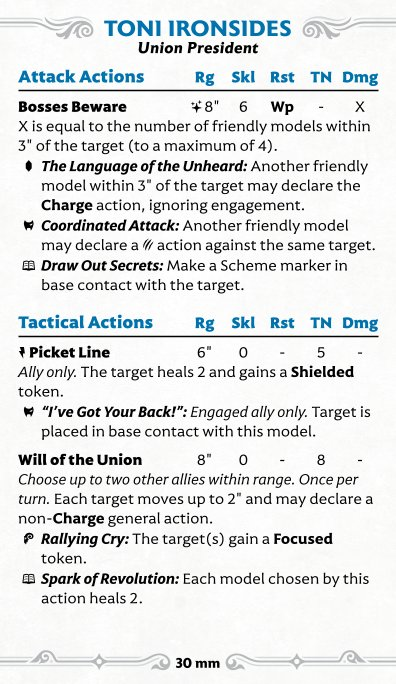 TONI IRONSIDES
Union President
Attack Actions Rg Skl Rst TN Dmg
Bosses Beware 8" 6 Wp - X
X is equal to the number of friendly models within
3" of the target (to a maximum of 4).
The Language of the Unheard: Another friendly
model within 3" of the target may declare the
Charge action, ignoring engagement.
Coordinated Attack: Another friendly model
may declare a action against the same target.
Draw Out Secrets: Make a Scheme marker in
base contact with the target.
Tactical Actions Rg Skl Rst TN Dmg
Picket Line 6" 0 - 5 -
Ally only. The target heals 2 and gains a Shielded
token.
"I've Got Your Back!": Engaged ally only. Target is
placed in base contact with this model.
Will of the Union 8" 0 - 8 -
Choose up to two other allies within range. Once per
turn. Each target moves up to 2" and may declare a
non-Charge general action.
Rallying Cry: The target(s) gain a Focused
token.
Spark of Revolution: Each model chosen by this
action heals 2.
30 mm